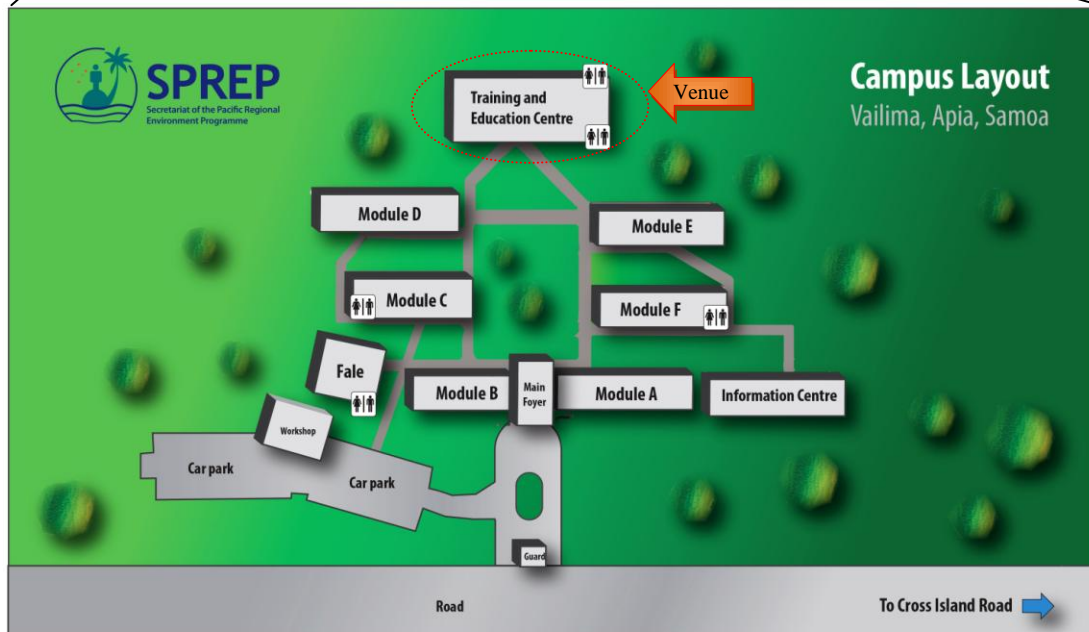 SPREP
Secretariat of the Pacific Regional
Environment Programme
Training and
Education Centre
Venue
Campus Layout
Vailima, Apia, Samoa
Module D
Module E
Module C
Module F
Fale
Module B
Main
Foyer
Module A
Information Centre
Workshop
Car park
Car park
Guard
Road
To Cross Island Road